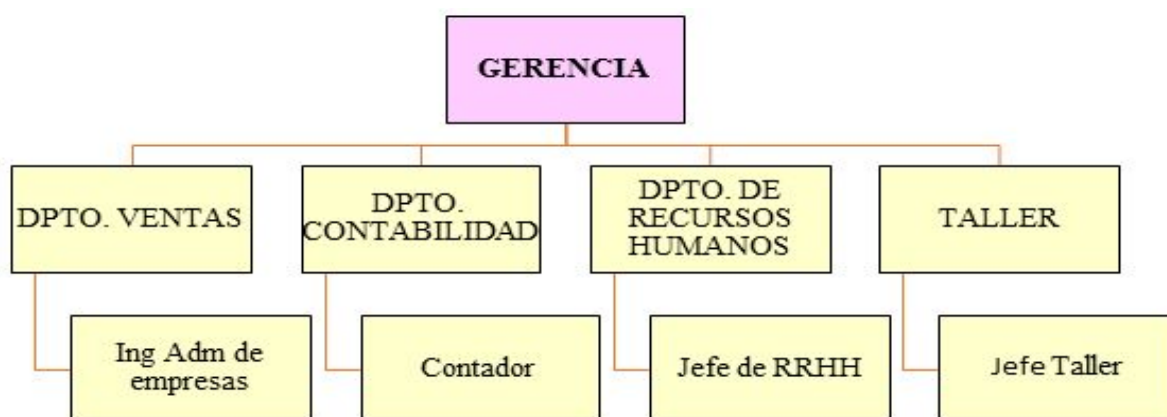 GERENCIA
DPTO. VENTAS
DPTO.
CONTABILIDAD
DPTO. DE
RECURSOS
HUMANOS
TALLER
Ing Adm de
empresas
Contador
Jefe de RRHH
Jefe Taller